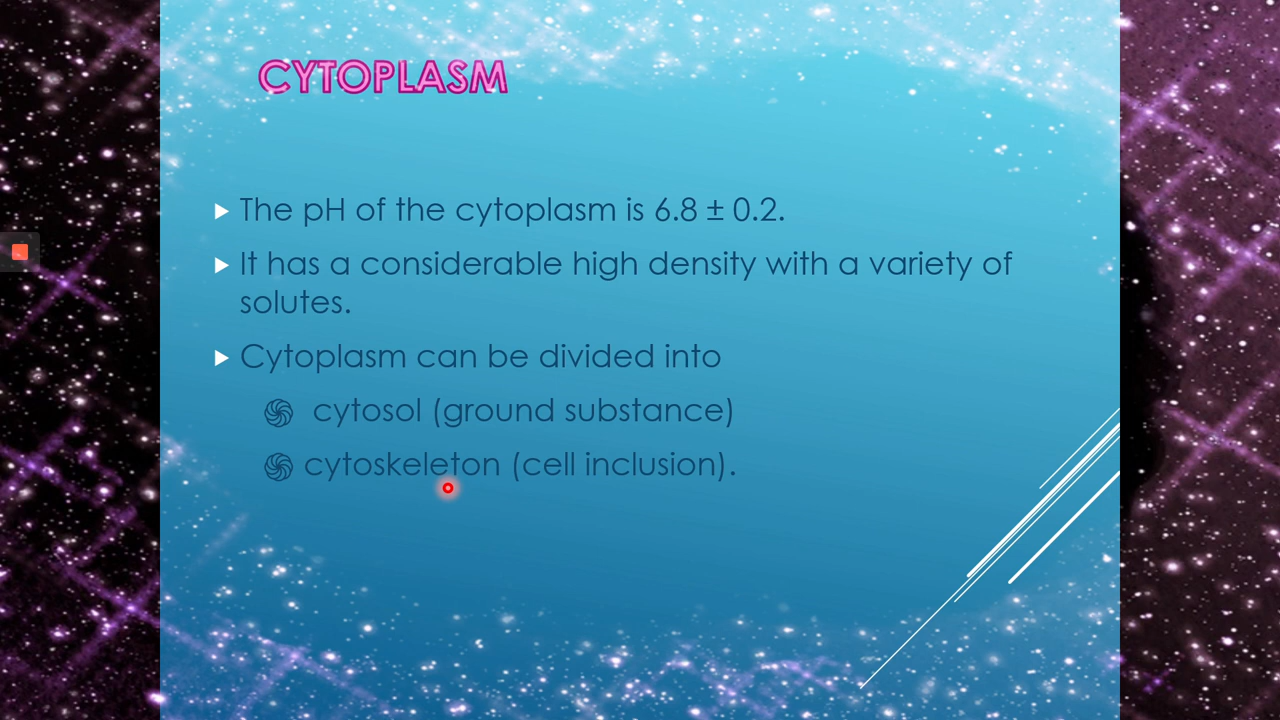 CYTOPLASM
The pH of the cytoplasm is 6.8 ± 0.2.
It has a considerable high density with a variety of
solutes.
Cytoplasm can be divided into
cytosol (ground substance)
cytoskeleton (cell inclusion).